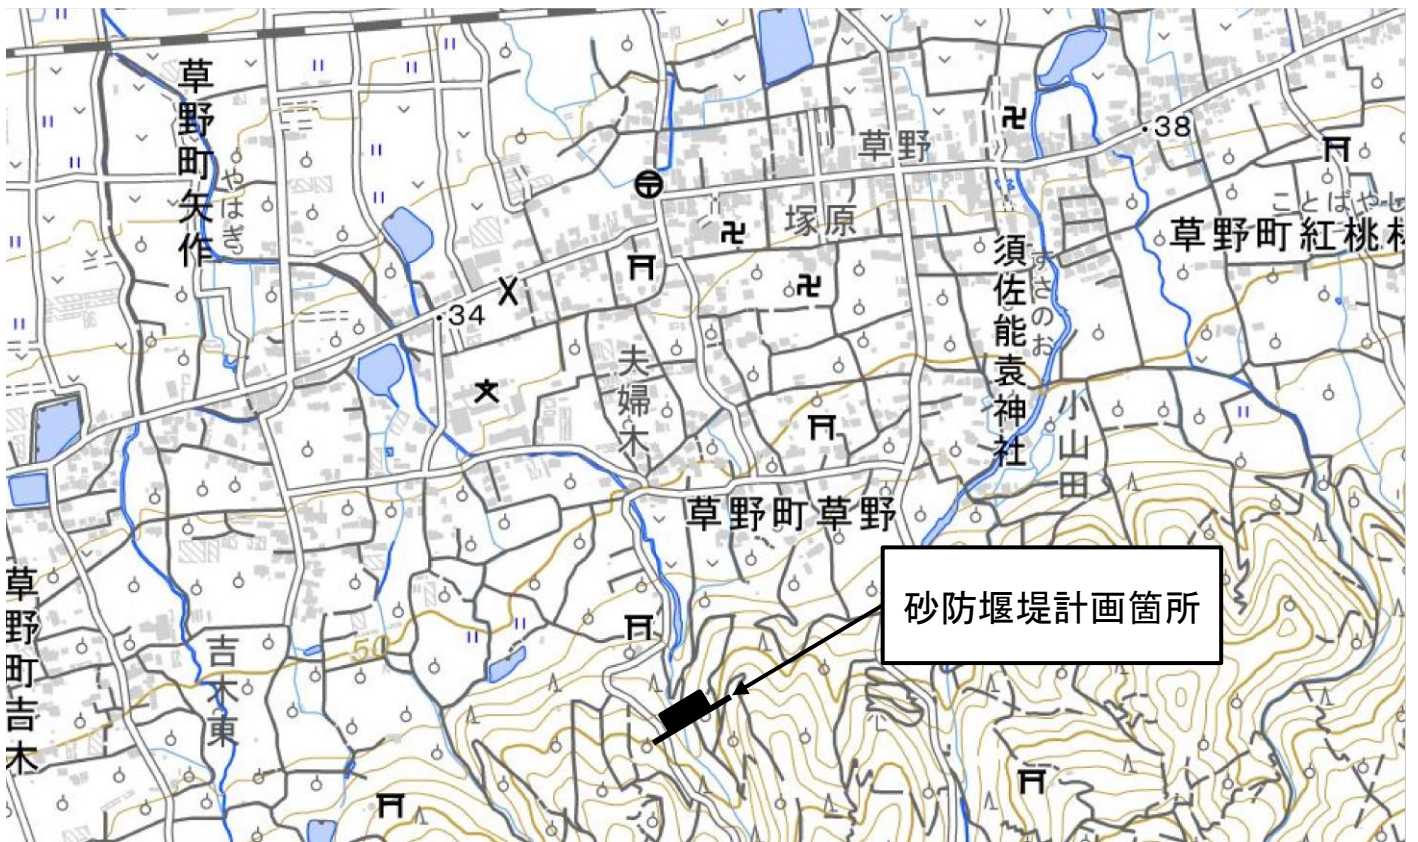 草野町矢作
やはぎ
草野
塚原
・38
ことばやし
草野町紅桃林
須佐能袁神社
すさのお
・34
夫婦木
小山田
草野町草野
砂防堰堤計画箇所
草野町吉木
吉木東
50